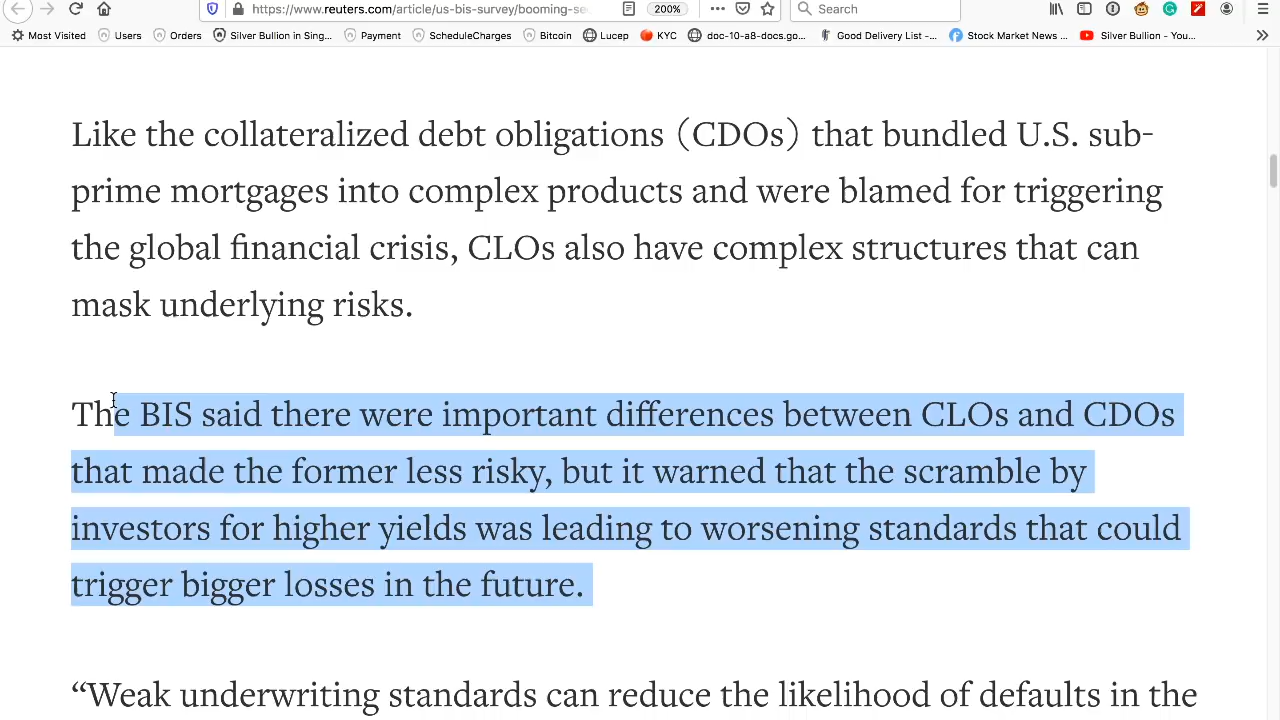 https://www.reuters.com/article/us-bis-survey/booming-se
200%
Search
Most Visited
Users
Orders
Silver Bullion in Sing...
Payment
ScheduleCharges
Bitcoin
Lucep
KYC
doc-10-a8-docs.go...
Good Delivery List -...
Stock Market News ...
Silver Bullion - You...
Like the collateralized debt obligations (CDOs) that bundled U.S. sub-
prime mortgages into complex products and were blamed for triggering
the global financial crisis, CLOs also have complex structures that can
mask underlying risks.
The BIS said there were important differences between CLOs and CDOs
that made the former less risky, but it warned that the scramble by
investors for higher yields was leading to worsening standards that could
trigger bigger losses in the future.
“Weak underwriting standards can reduce the likelihood of defaults in the